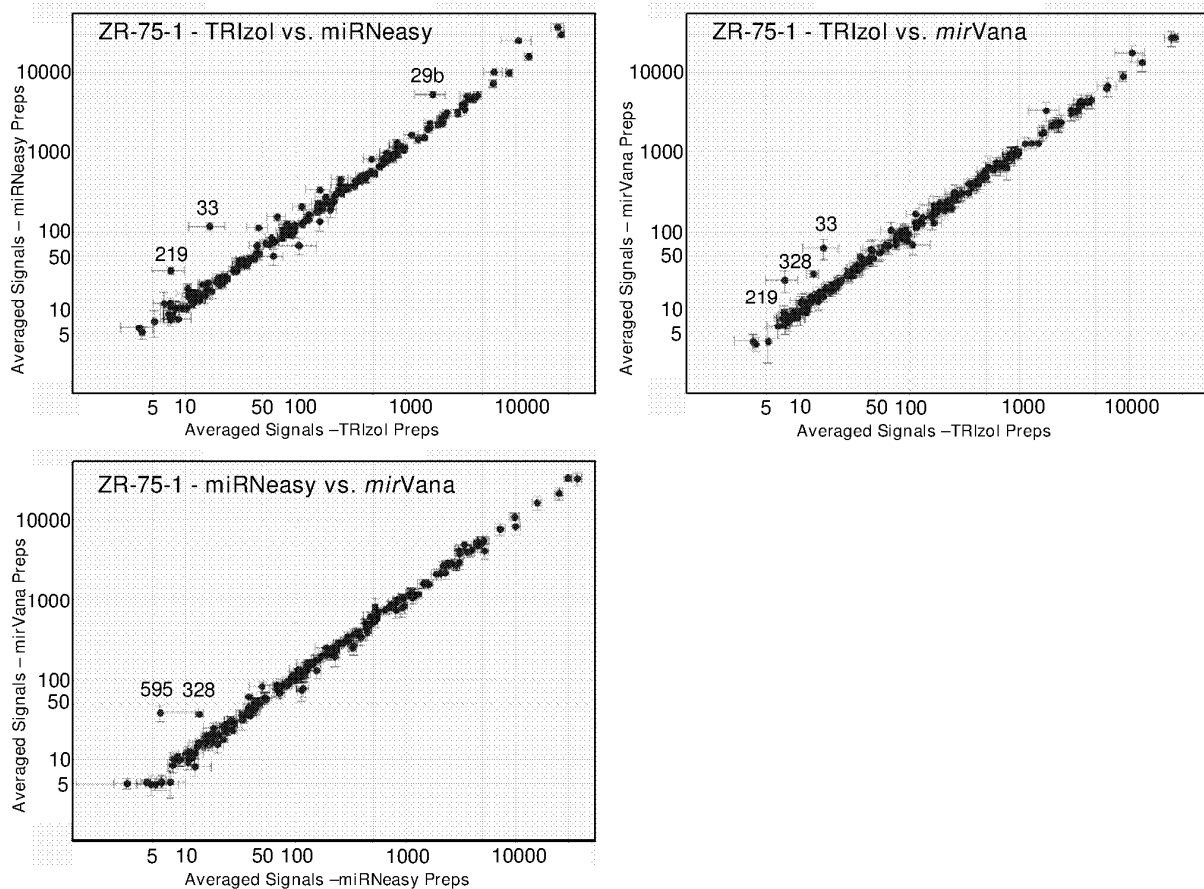 ZR-75-1 - TRIzol vs. miRNeasy
29b
33
219
10000
1000
100
50
10
5
Averaged Signals – miRNeasy Preps
5 10 50 100 1000 10000
Averaged Signals –TRIzol Preps
ZR-75-1 - TRIzol vs. mirVana
33
328
219
10000
1000
100
50
10
5
Averaged Signals – mirVana Preps
5 10 50 100 1000 10000
Averaged Signals –TRIzol Preps
ZR-75-1 - miRNeasy vs. mirVana
595 328
10000
1000
100
50
10
5
Averaged Signals – mirVana Preps
5 10 50 100 1000 10000
Averaged Signals –miRNeasy Preps